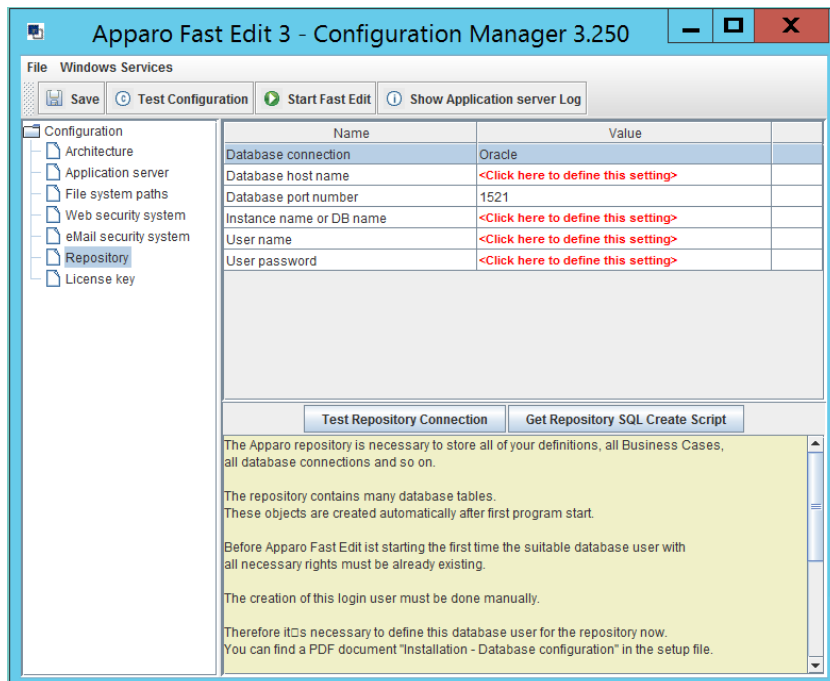 Apparo Fast Edit 3 - Configuration Manager 3.250
File Windows Services
Save Test Configuration Start Fast Edit Show Application server Log
Configuration
Architecture
Application server
File system paths
Web security system
eMail security system
Repository
License key
Name Value
Database connection Oracle
Database host name <Click here to define this setting>
Database port number 1521
Instance name or DB name <Click here to define this setting>
User name <Click here to define this setting>
User password <Click here to define this setting>
Test Repository Connection Get Repository SQL Create Script
The Apparo repository is necessary to store all of your definitions, all Business Cases,
all database connections and so on.
The repository contains many database tables.
These objects are created automatically after first program start.
Before Apparo Fast Edit ist starting the first time the suitable database user with
all necessary rights must be already existing.
The creation of this login user must be done manually.
Therefore it□s necessary to define this database user for the repository now.
You can find a PDF document "Installation - Database configuration" in the setup file.